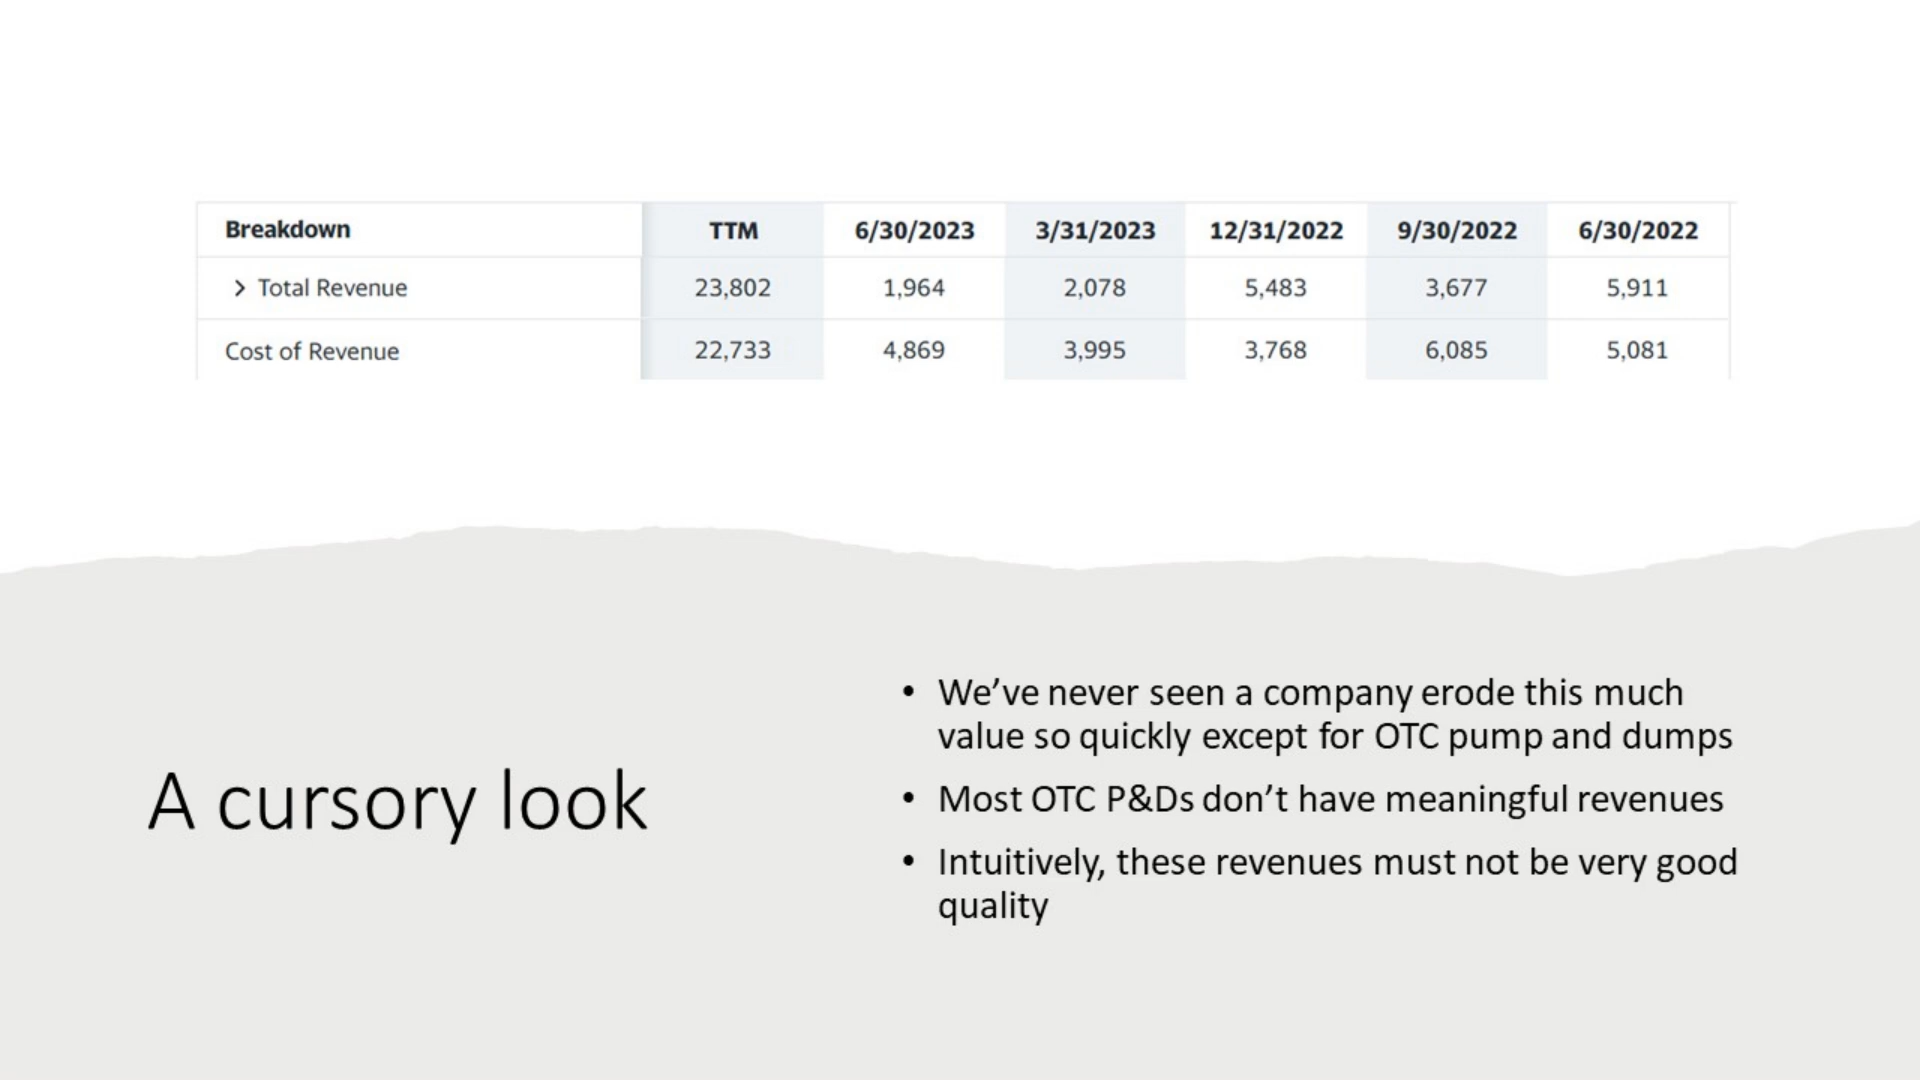 Breakdown TTM 6/30/2023 3/31/2023 12/31/2022 9/30/2022 6/30/2022
> Total Revenue 23,802 1,964 2,078 5,483 3,677 5,911
Cost of Revenue 22,733 4,869 3,995 3,768 6,085 5,081
A cursory look
• We’ve never seen a company erode this much
value so quickly except for OTC pump and dumps
• Most OTC P&Ds don’t have meaningful revenues
• Intuitively, these revenues must not be very good
quality